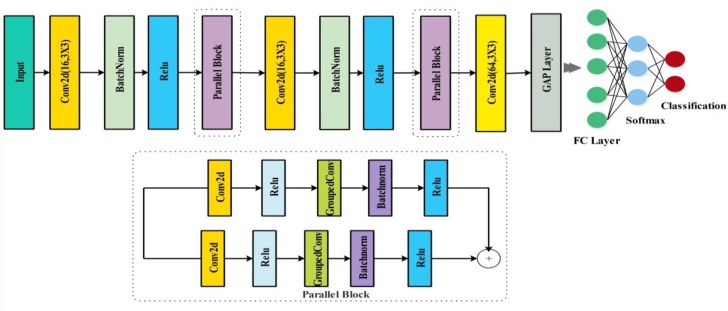 Input
Conv2d(16,3X3)
BatchNorm
Relu
Parallel Block
Conv2d(16,3X3)
BatchNorm
Relu
Parallel Block
Conv2d(64,3X3)
GAP Layer
FC Layer
Softmax
Classification
Conv2d
Relu
GroupedConv
Batchnorm
Relu
Conv2d
Relu
GroupedConv
Batchnorm
Relu
+
Parallel Block